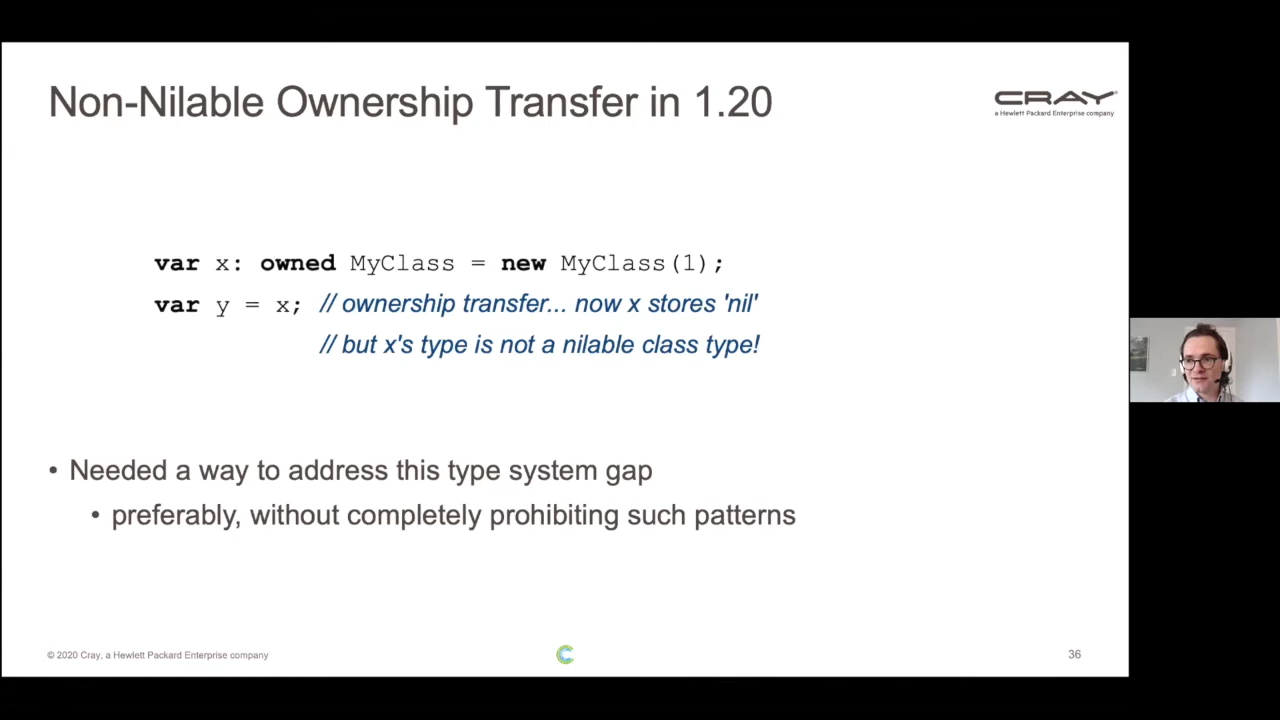 Non-Nilable Ownership Transfer in 1.20
CRAY
a Hewlett Packard Enterprise company
var x: owned MyClass = new MyClass(1);
var y = x; // ownership transfer... now x stores 'nil'
// but x's type is not a nilable class type!
• Needed a way to address this type system gap
• preferably, without completely prohibiting such patterns
© 2020 Cray, a Hewlett Packard Enterprise company
36